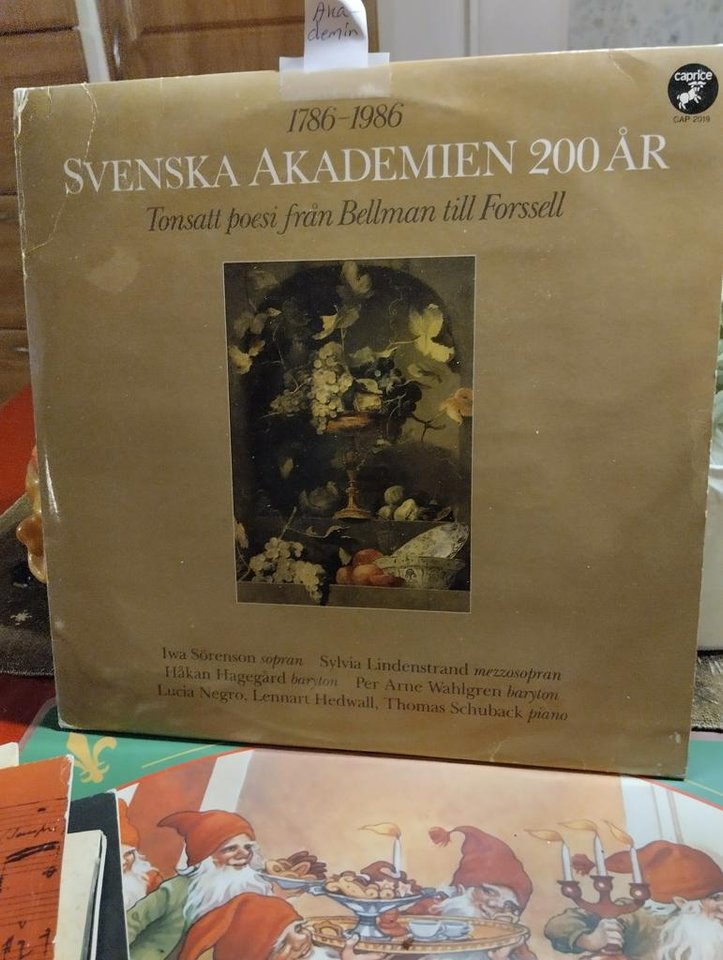 Aka-
demin
caprice
CAP 2019
1786–1986
SVENSKA AKADEMIEN 200 ÅR
Tonsatt poesi från Bellman till Forssell
Iwa Sörenson sopran Sylvia Lindenstrand mezzosopran
Håkan Hagegård baryton Per Arne Wahlgren baryton
Lucia Negro, Lennart Hedwall, Thomas Schuback piano